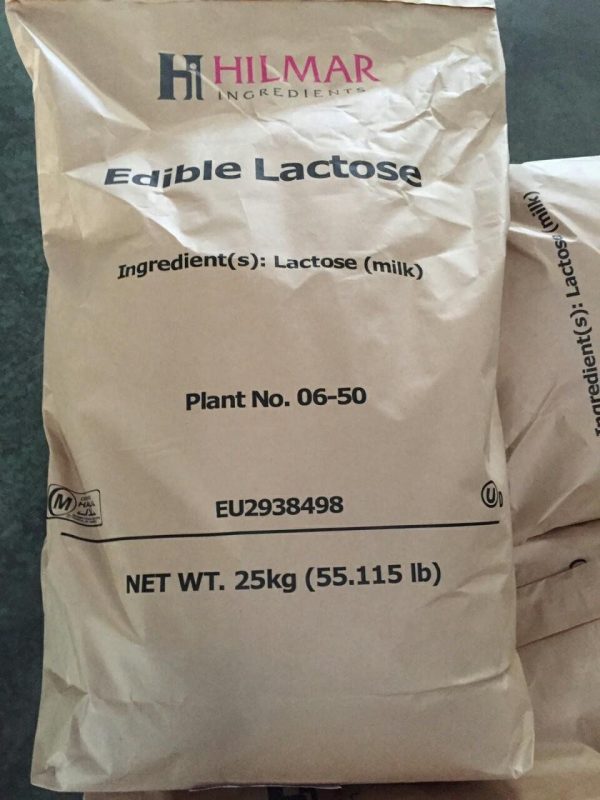 Hi HILMAR
INGREDIENTS
Edible Lactose
Ingredient(s): Lactose (milk)
Plant No. 06-50
M
EU2938498
U D
NET WT. 25kg (55.115 lb)
Ingredient(s): Lactose (milk)